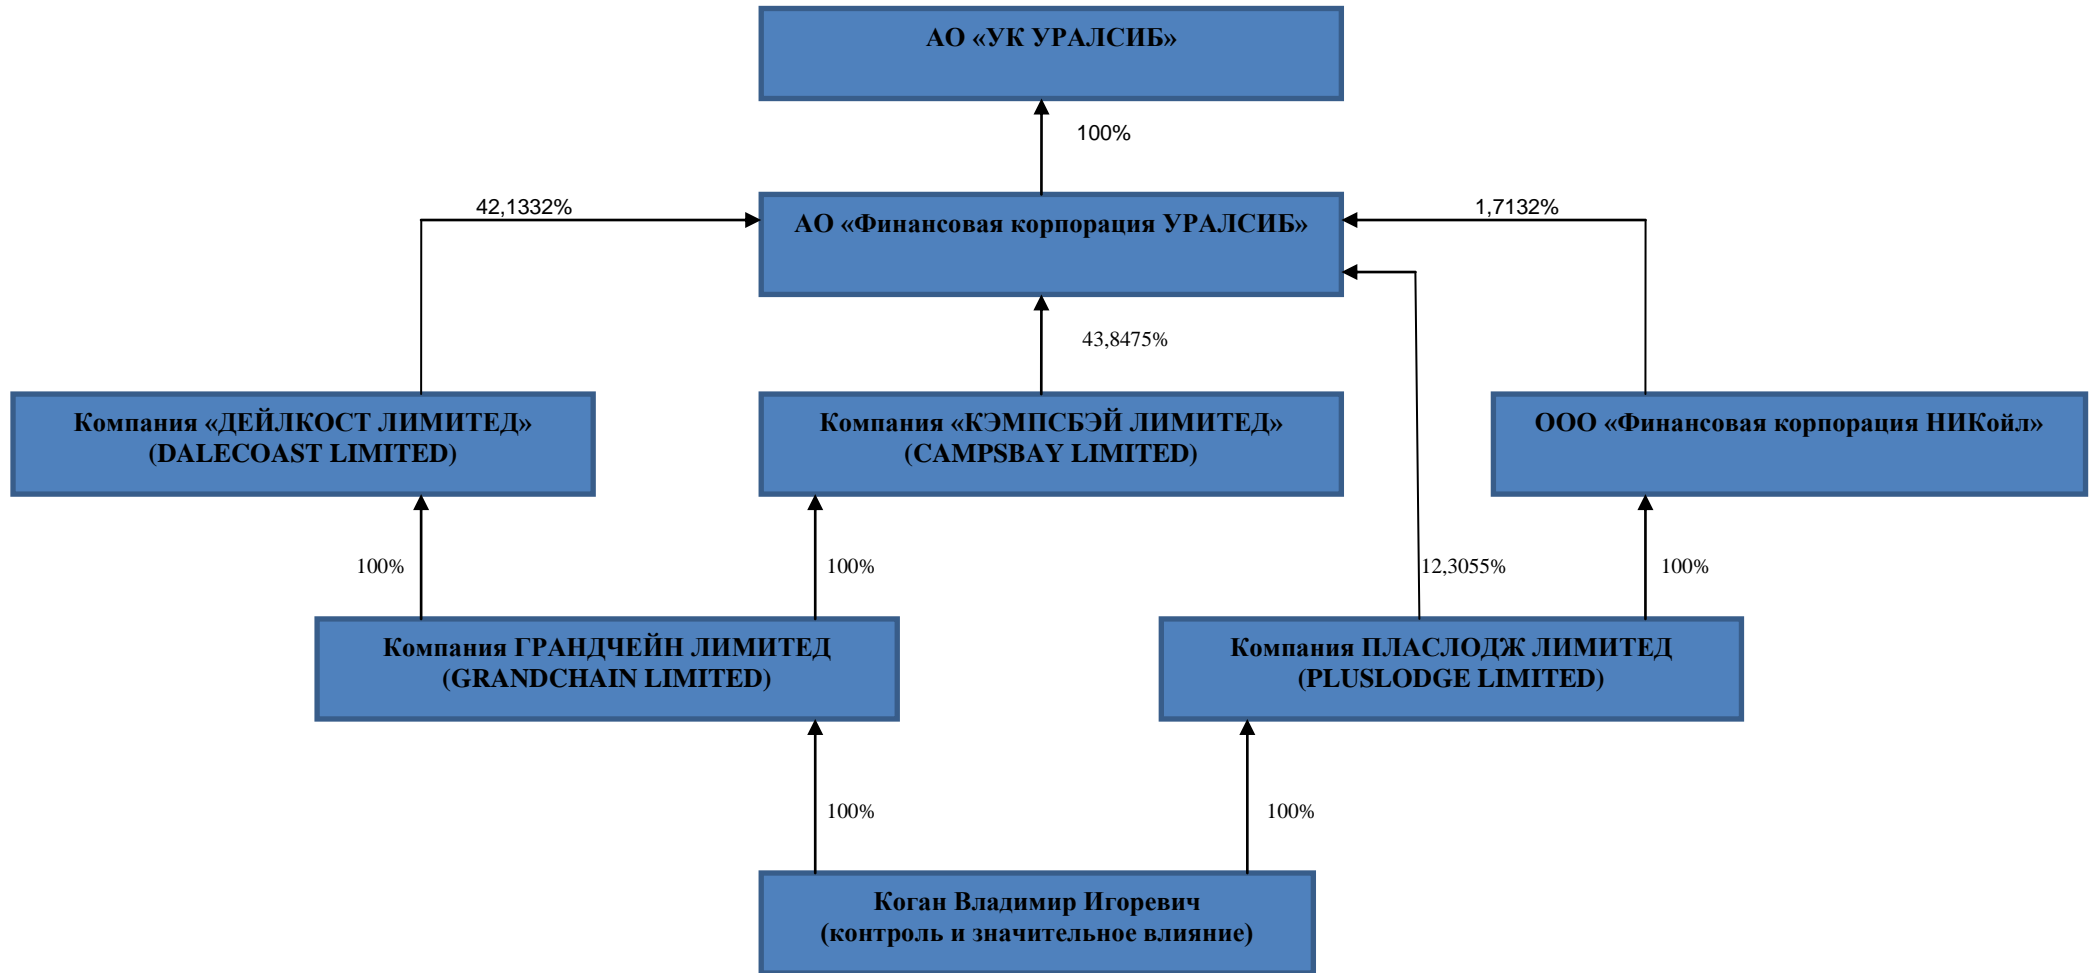 АО «УК УРАЛСИБ»
100%
42,1332%
1,7132%
АО «Финансовая корпорация УРАЛСИБ»
43,8475%
Компания «ДЕЙЛКОСТ ЛИМИТЕД»
(DALECOAST LIMITED)
Компания «КЭМПСБЭЙ ЛИМИТЕД»
(CAMPSBAY LIMITED)
ООО «Финансовая корпорация НИКойл»
100%
100%
12,3055%
100%
Компания ГРАНДЧЕЙН ЛИМИТЕД
(GRANDCHAIN LIMITED)
Компания ПЛАСЛОДЖ ЛИМИТЕД
(PLUSLODGE LIMITED)
100%
100%
Коган Владимир Игоревич
(контроль и значительное влияние)